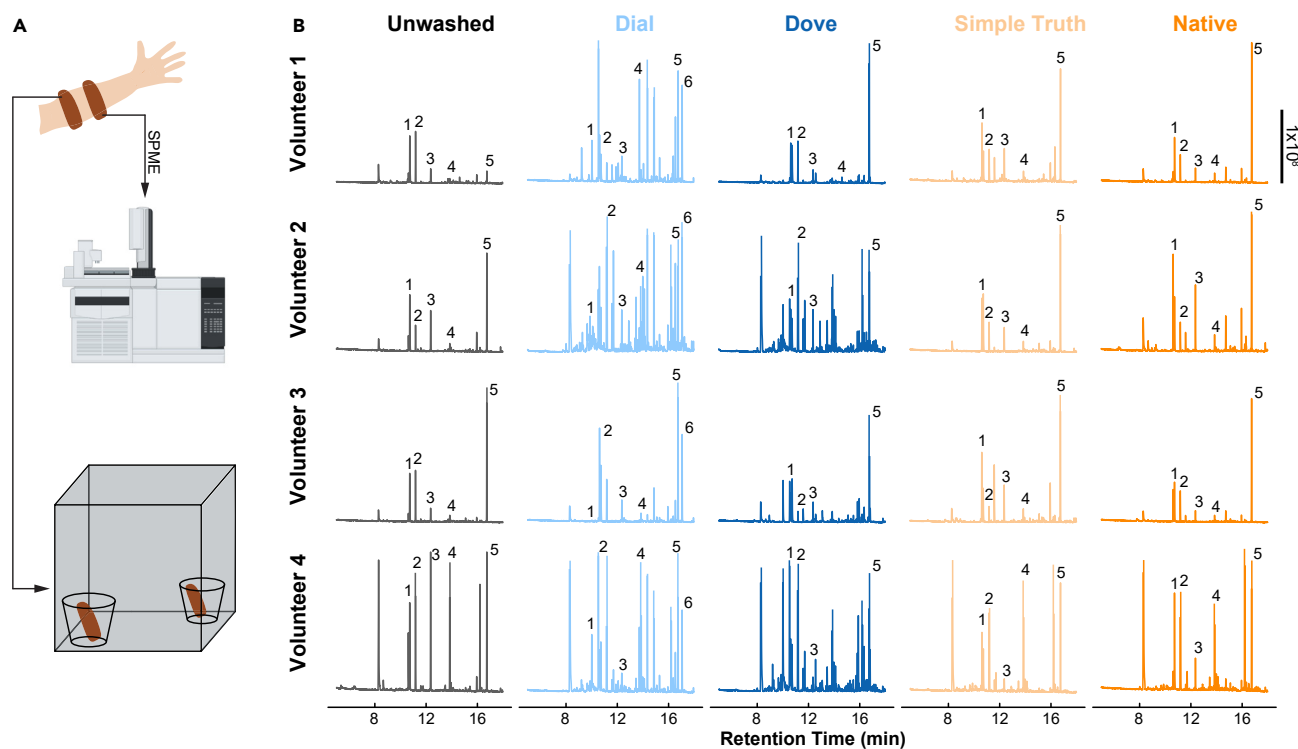 A
SPME
B
Unwashed Dial Dove Simple Truth Native
Volunteer 1
1 2 3 4 5
1 2 3 4 5 6
1 2 3 4 5
1 2 3 4 5
1 2 3 4 5
1x10⁸
Volunteer 2
1 2 3 4 5
1 2 3 4 5 6
1 2 3 4 5
1 2 3 4 5
1 2 3 4 5
Volunteer 3
1 2 3 4 5
1 2 3 4 5 6
1 2 3 4 5
1 2 3 4 5
1 2 3 4 5
Volunteer 4
1 2 3 4 5
1 2 3 4 5 6
1 2 3 4 5
1 2 3 4 5
1 2 3 4 5
8 12 16 8 12 16 8 12 16 8 12 16 8 12 16
Retention Time (min)